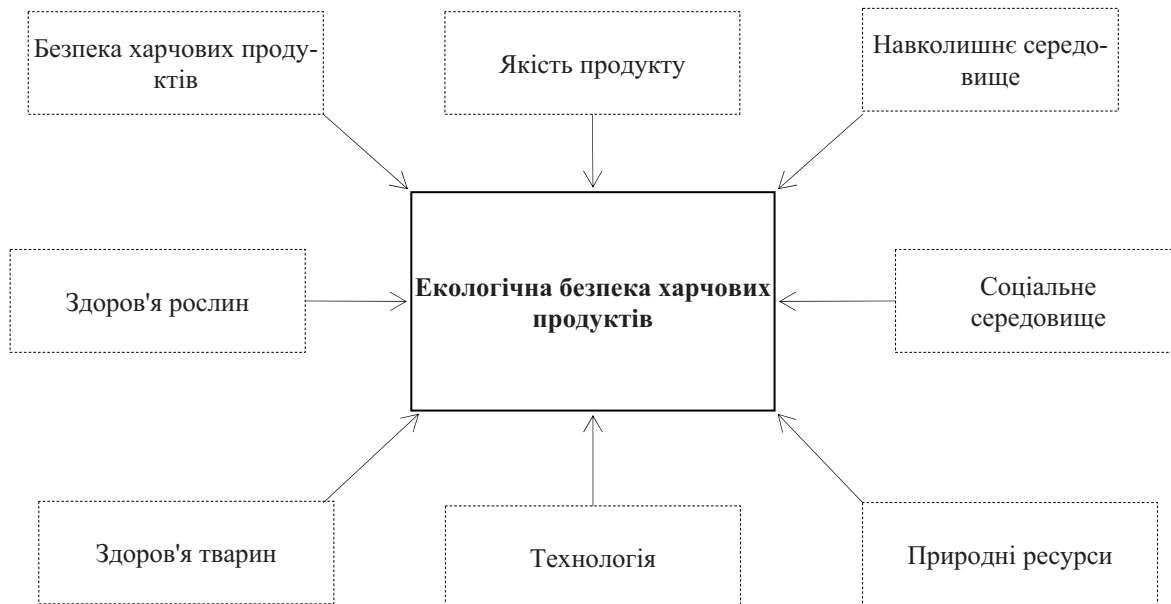 Безпека харчових проду-
ктів
Якість продукту
Навколишнє середо-
вище
Здоров'я рослин
Екологічна безпека харчових
продуктів
Соціальне
середовище
Здоров'я тварин
Технологія
Природні ресурси